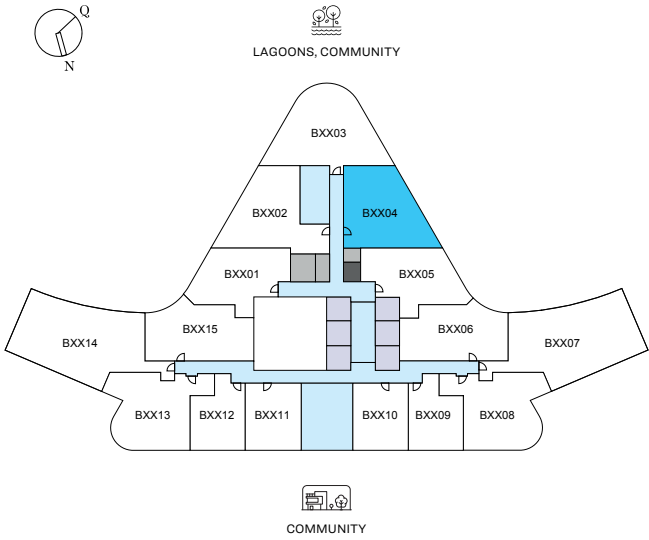 Q
N
LAGOONS, COMMUNITY
BXX03
BXX02
BXX04
BXX01
BXX05
BXX15
BXX06
BXX14
BXX07
BXX13
BXX12
BXX11
BXX10
BXX09
BXX08
COMMUNITY